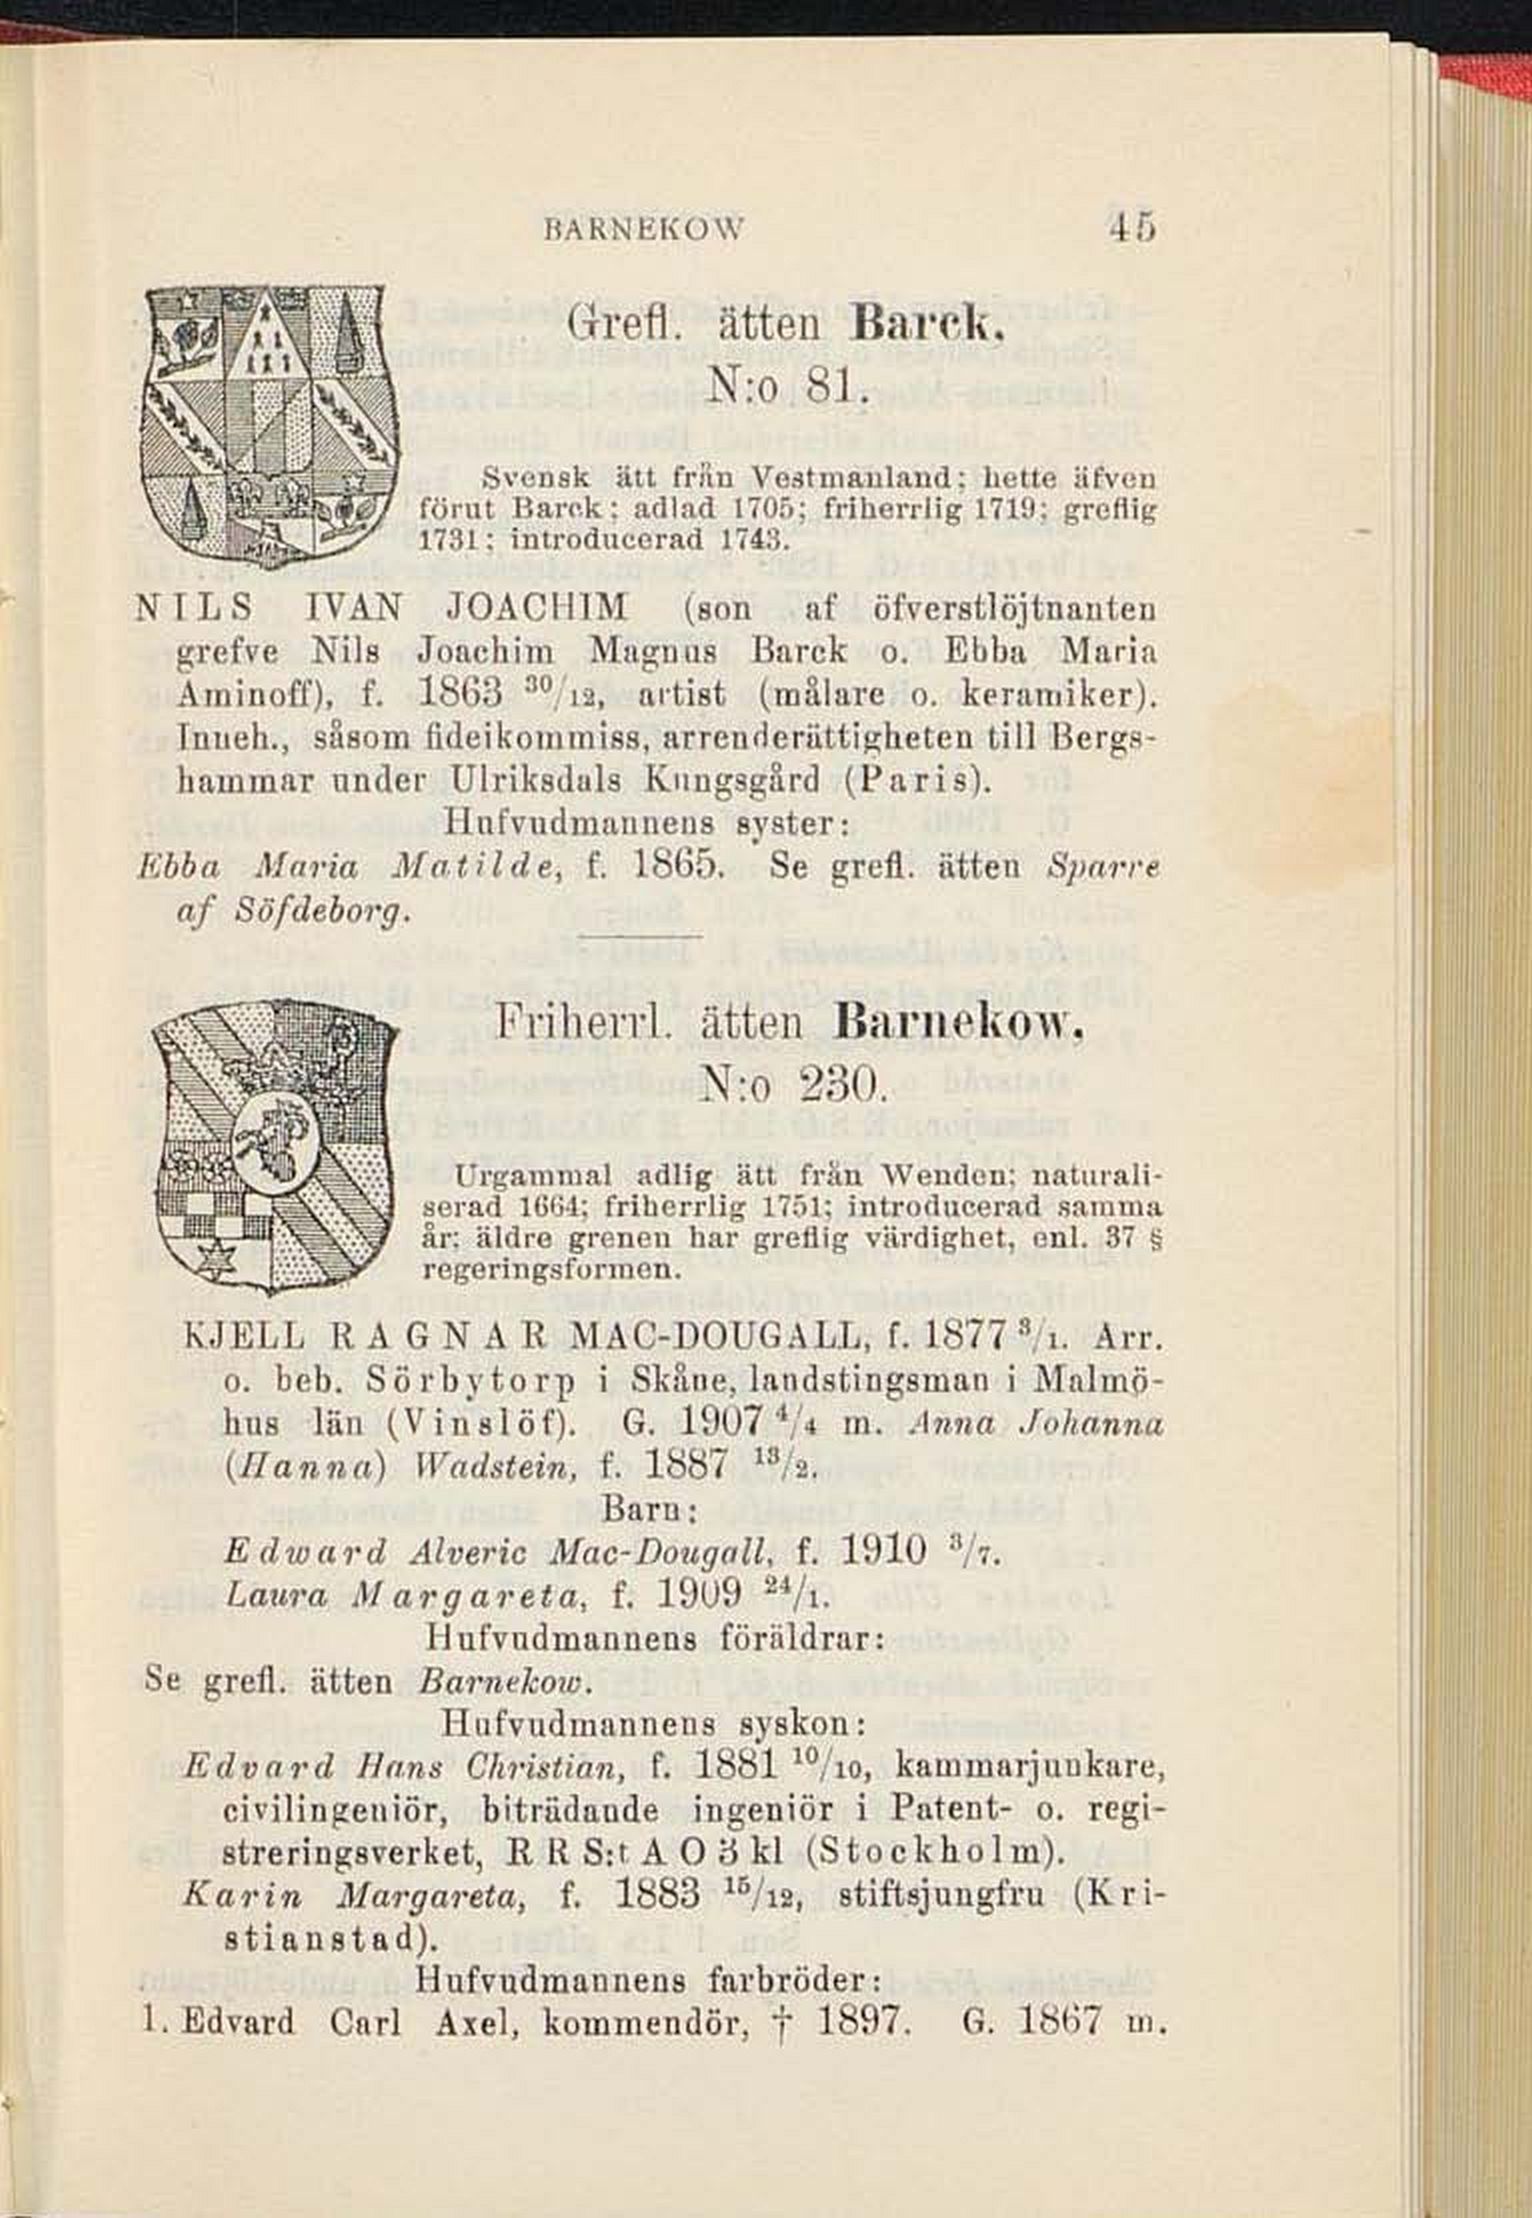 BARNEKOW 45
Grefl. ätten Barck.
N:o 81.
Svensk ätt från Vestmanland; hette äfven
förut Barck; adlad 1705; friherrlig 1719; greflig
1731; introducerad 1743.
NILS IVAN JOACHIM (son af öfverstlöjtnanten
grefve Nils Joachim Magnus Barck o. Ebba Maria
Aminoff), f. 1863 30/12, artist (målare o. keramiker).
Inneh., såsom fideikommiss, arrenderättigheten till Bergs-
hammar under Ulriksdals Kungsgård (Paris).
Hufvudmannens syster:
Ebba Maria Matilde, f. 1865. Se grefl. ätten Sparre
af Söfdeborg.
Friherrl. ätten Barnekow.
N:o 230.
Urgammal adlig ätt från Wenden; naturali-
serad 1664; friherrlig 1751; introducerad samma
år; äldre grenen har greflig värdighet, enl. 37 §
regeringsformen.
KJELL RAGNAR MAC-DOUGALL, f. 1877 3/1. Arr.
o. beb. Sörbytorp i Skåne, landstingsman i Malmö-
hus län (Vinslöf). G. 1907 4/4 m. Anna Johanna
(Hanna) Wadstein, f. 1887 13/2.
Barn:
Edward Alveric Mac-Dougall, f. 1910 3/7.
Laura Margareta, f. 1909 24/1.
Hufvudmannens föräldrar:
Se grefl. ätten Barnekow.
Hufvudmannens syskon:
Edvard Hans Christian, f. 1881 10/10, kammarjunkare,
civilingeniör, biträdande ingeniör i Patent- o. regi-
streringsverket, R R S:t A O 3 kl (Stockholm).
Karin Margareta, f. 1883 15/12, stiftsjungfru (Kri-
stianstad).
Hufvudmannens farbröder:
1. Edvard Carl Axel, kommendör, † 1897. G. 1867 m.